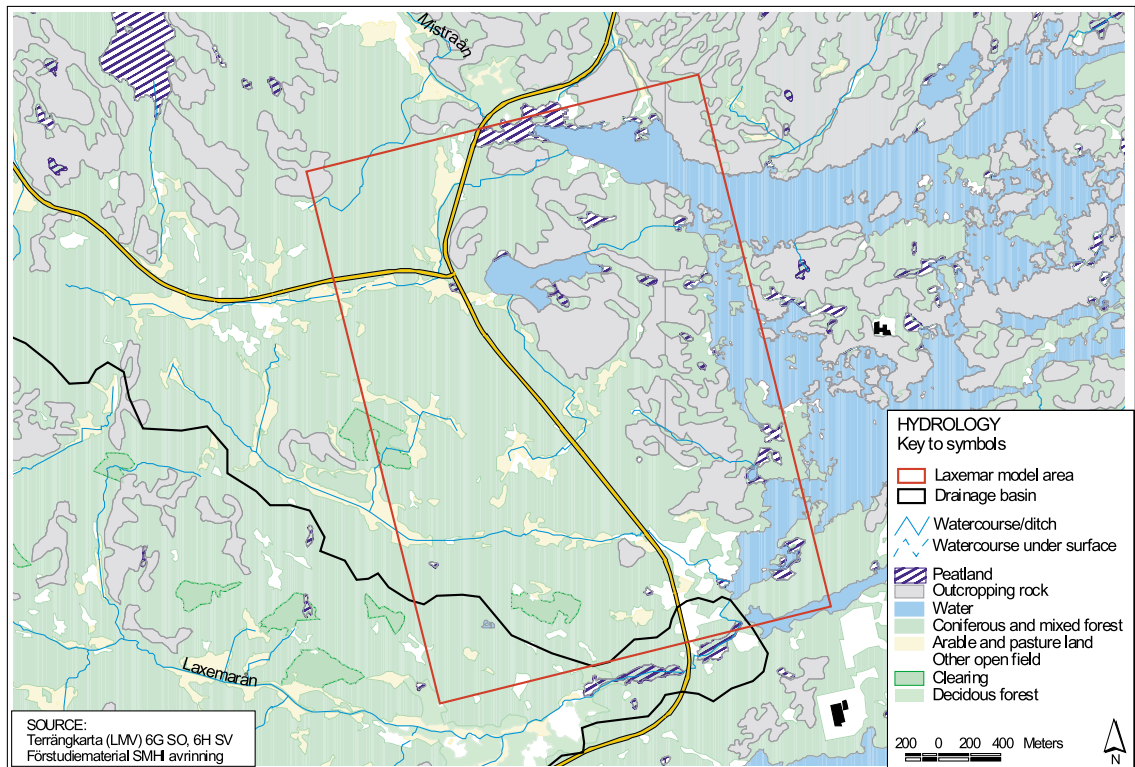 Mistraån
HYDROLOGY
Key to symbols
Laxemar model area
Drainage basin
Watercourse/ditch
Watercourse under surface
Peatland
Outcropping rock
Water
Coniferous and mixed forest
Arable and pasture land
Other open field
Clearing
Decidous forest
Laxemarån
SOURCE:
Terrängkarta (LMV) 6G SO, 6H SV
Förstudiematerial SMHI avrinning
200 0 200 400 Meters
N